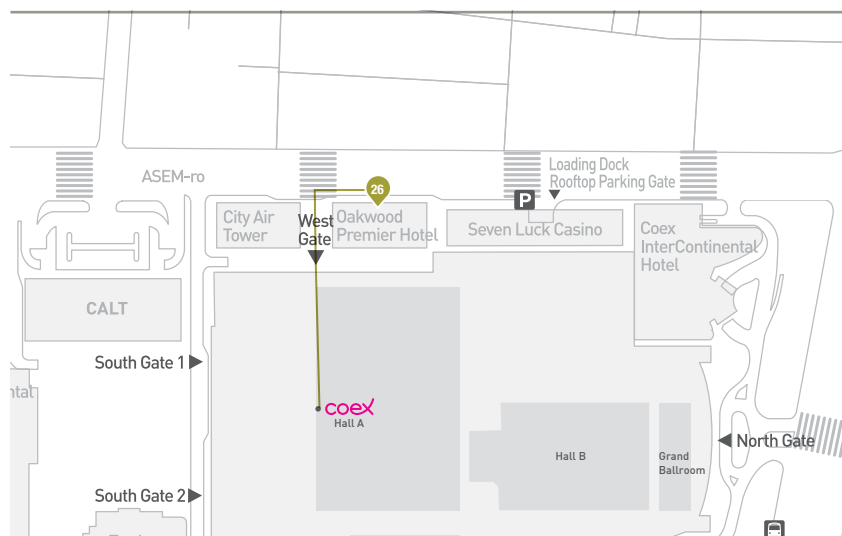 Loading Dock
Rooftop Parking Gate
ASEM-ro
26
P
City Air
Tower
West
Gate
Oakwood
Premier Hotel
Seven Luck Casino
Coex
InterContinental
Hotel
CALT
South Gate 1
ntal
coex
Hall A
North Gate
Hall B
Grand
Ballroom
South Gate 2